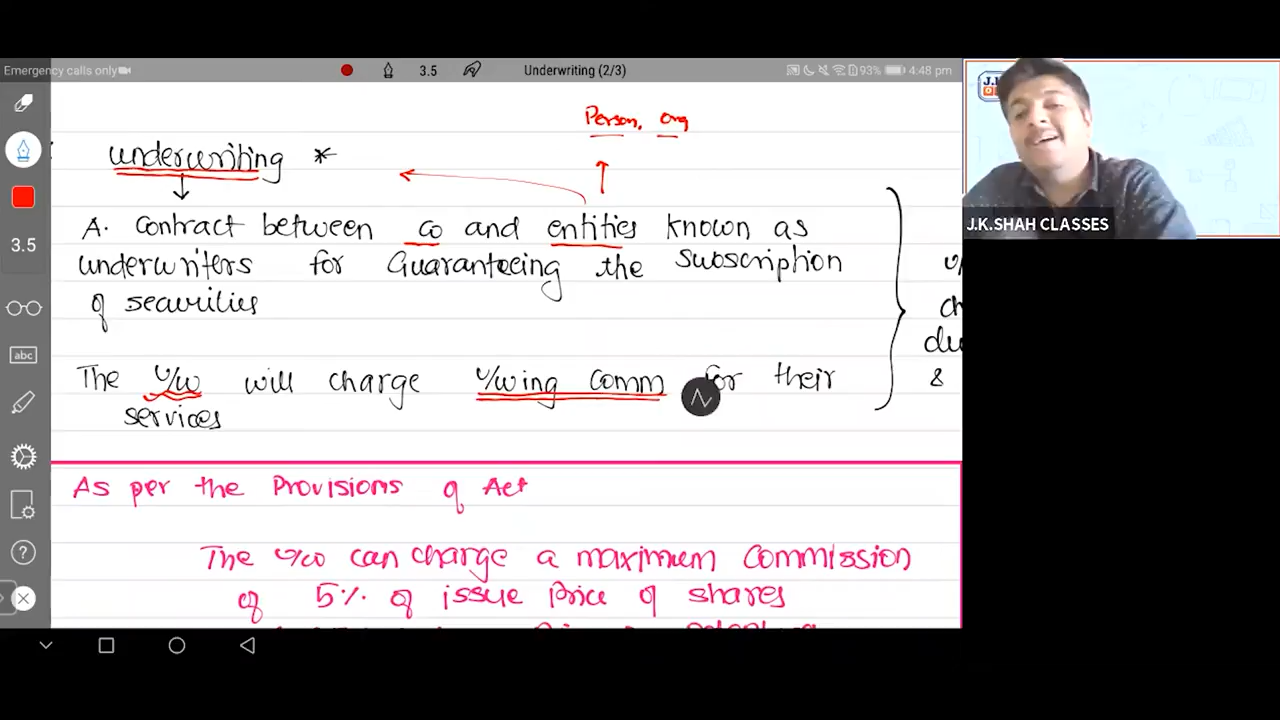 Emergency calls only
3.5
Underwriting (2/3)
93%
4:48 pm
Person, Org
underwriting *
A. Contract between co and entities known as
underwriters for Guaranteeing the Subscription
of securities
The u/w will charge u/wing Comm for their
services
&
As per the Provisions of Act
The u/w can charge a maximum Commission
of 5% of issue Price of shares
3.5
abc
J.K.SHAH CLASSES